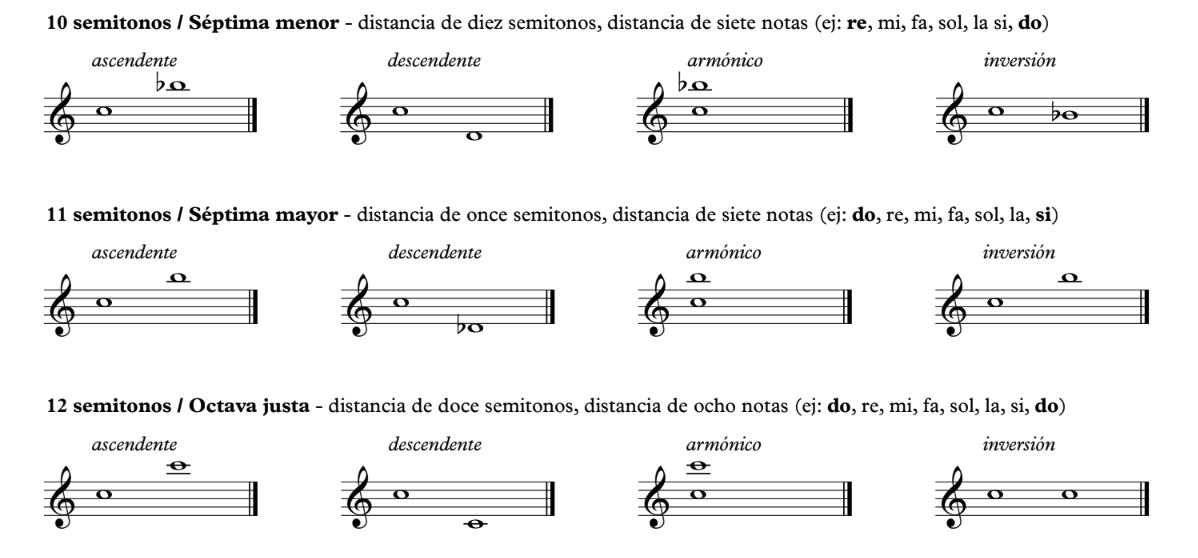 10 semitonos / Séptima menor - distancia de diez semitonos, distancia de siete notas (ej: re, mi, fa, sol, la si, do)
ascendente descendente armónico inversión
11 semitonos / Séptima mayor - distancia de once semitonos, distancia de siete notas (ej: do, re, mi, fa, sol, la, si)
ascendente descendente armónico inversión
12 semitonos / Octava justa - distancia de doce semitonos, distancia de ocho notas (ej: do, re, mi, fa, sol, la, si, do)
ascendente descendente armónico inversión